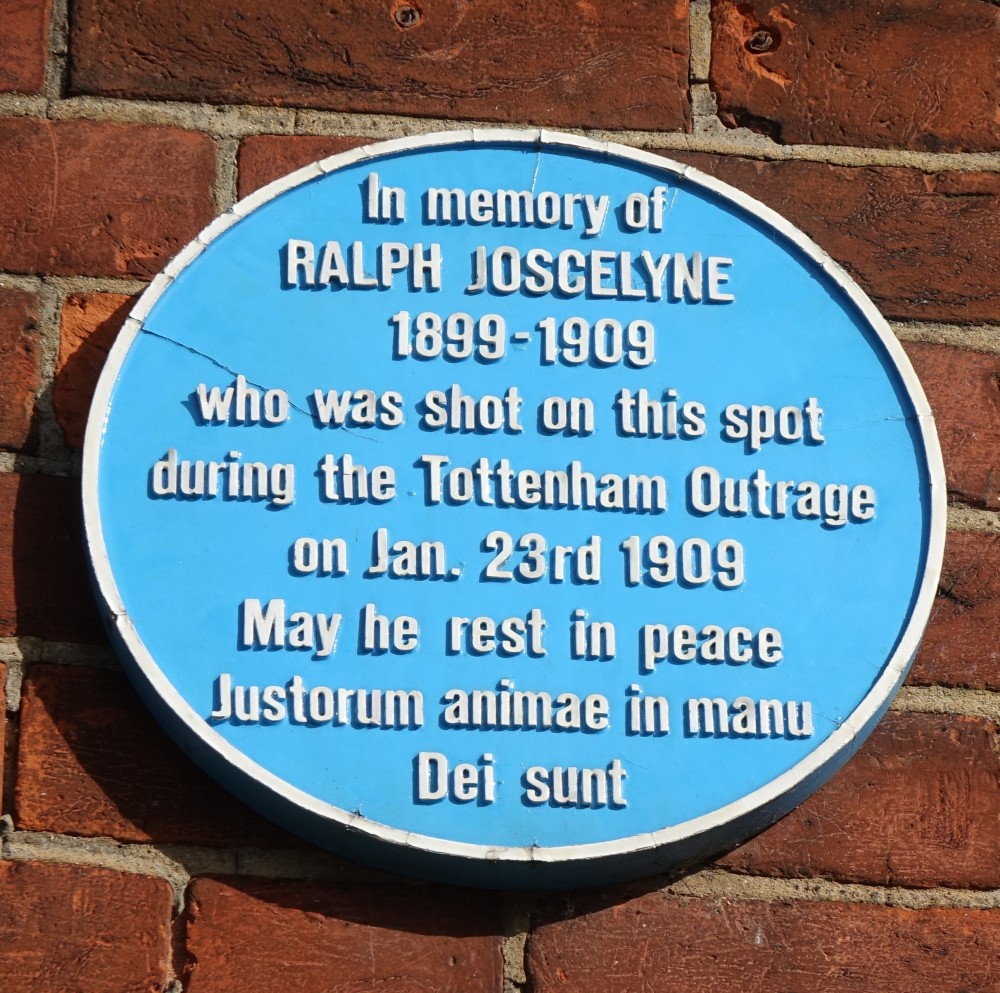 In memory of
RALPH JOSCELYNE
1899-1909
who was shot on this spot
during the Tottenham Outrage
on Jan. 23rd 1909
May he rest in peace
Justorum animae in manu
Dei sunt